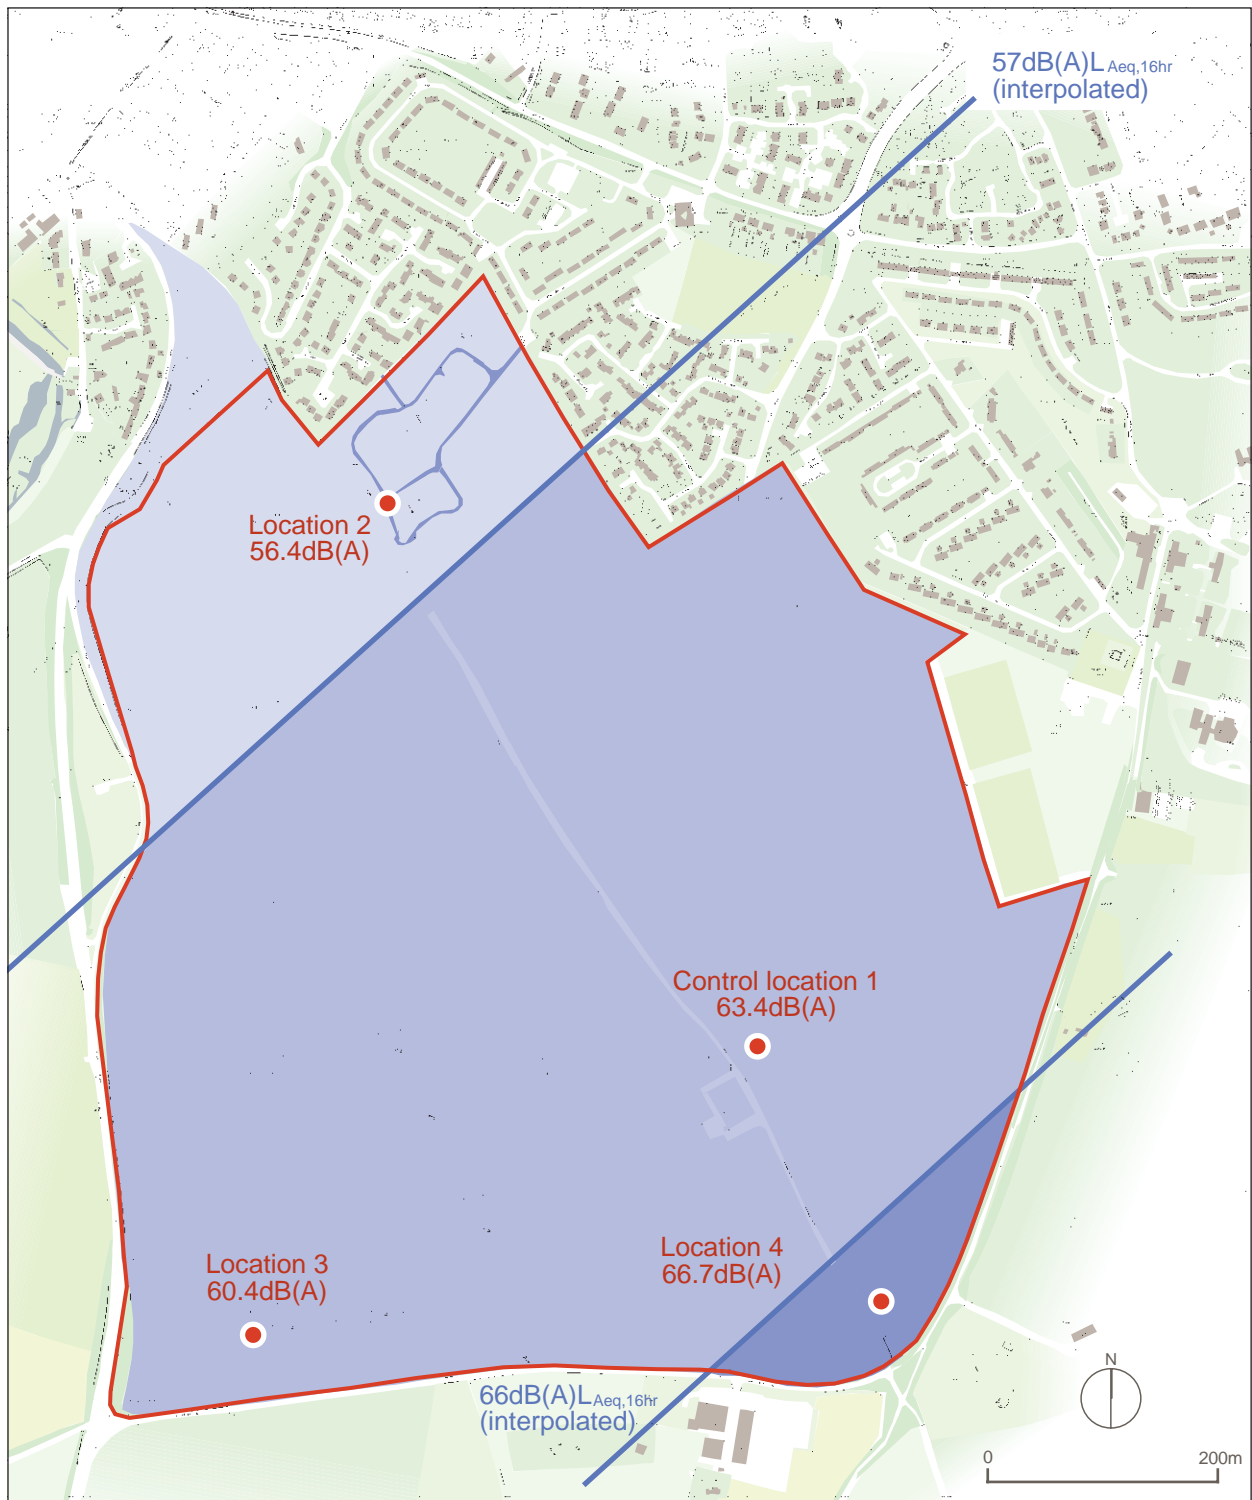 57dB(A)LAeq,16hr
(interpolated)
Location 2
56.4dB(A)
Control location 1
63.4dB(A)
Location 4
66.7dB(A)
Location 3
60.4dB(A)
66dB(A)LAeq,16hr
(interpolated)
N
0 200m